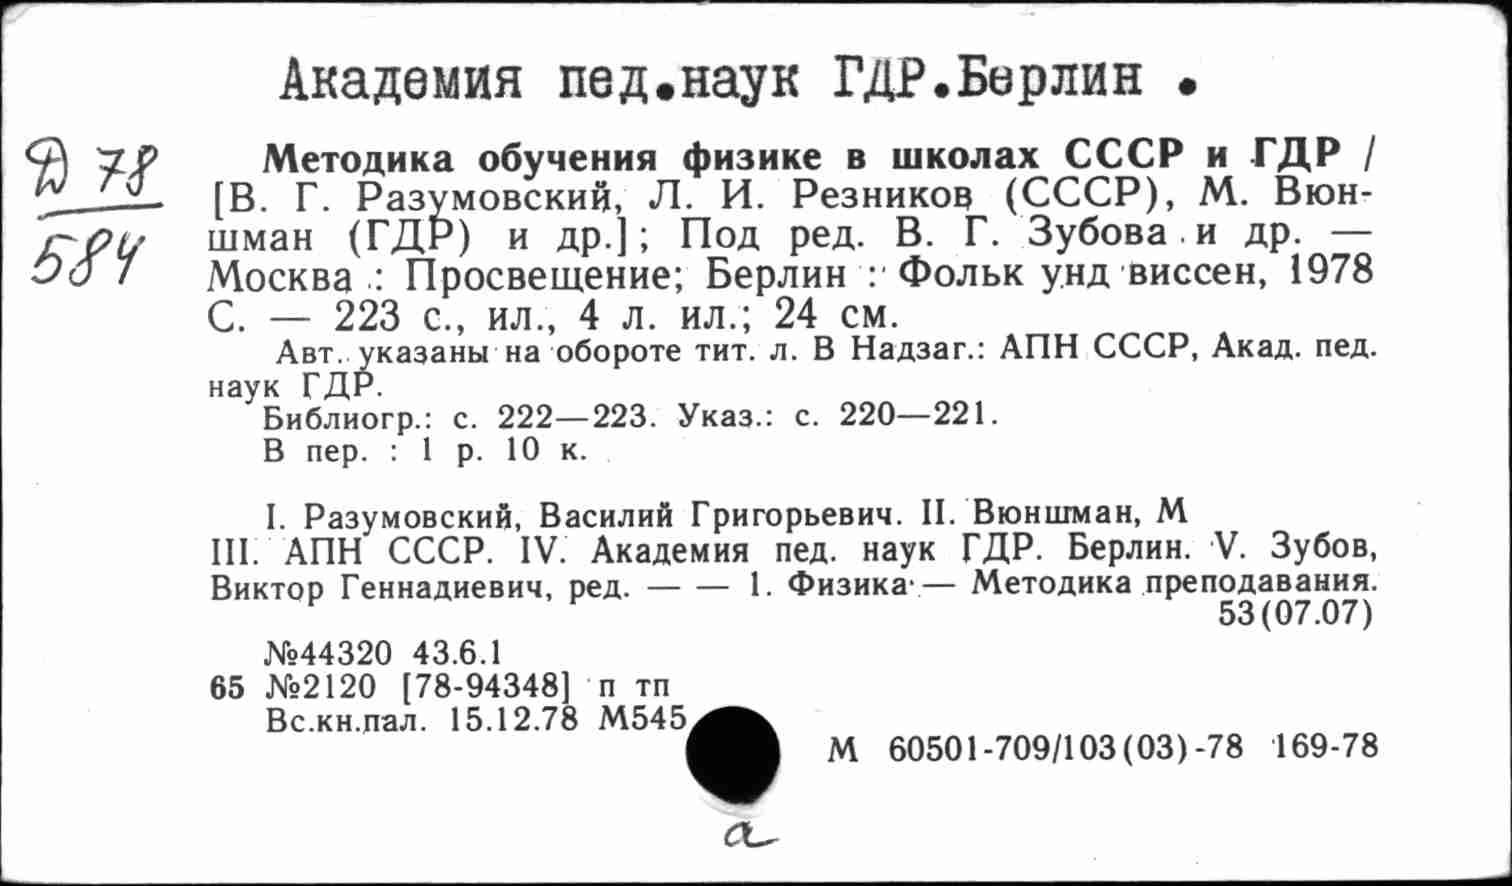 Академия пед.наук ГДР.Берлин .
Д 78
584
Методика обучения физике в школах СССР и ГДР /
[В. Г. Разумовский, Л. И. Резников (СССР), М. Вюн-
шман (ГДР) и др.]; Под ред. В. Г. Зубова и др. —
Москва : Просвещение; Берлин : Фольк унд виссен, 1978
С. — 223 с., ил., 4 л. ил.; 24 см.
Авт. указаны на обороте тит. л. В Надзаг.: АПН СССР, Акад. пед.
наук ГДР.
Библиогр.: с. 222—223. Указ.: с. 220—221.
В пер. : 1 р. 10 к.
I. Разумовский, Василий Григорьевич. II. Вюншман, М
III. АПН СССР. IV. Академия пед. наук ГДР. Берлин. V. Зубов,
Виктор Геннадиевич, ред. — — 1. Физика — Методика преподавания.
53(07.07)
№44320 43.6.1
65 №2120 [78-94348] п тп
Вс.кн.пал. 15.12.78 М545
М 60501-709/103(03)-78 169-78
а